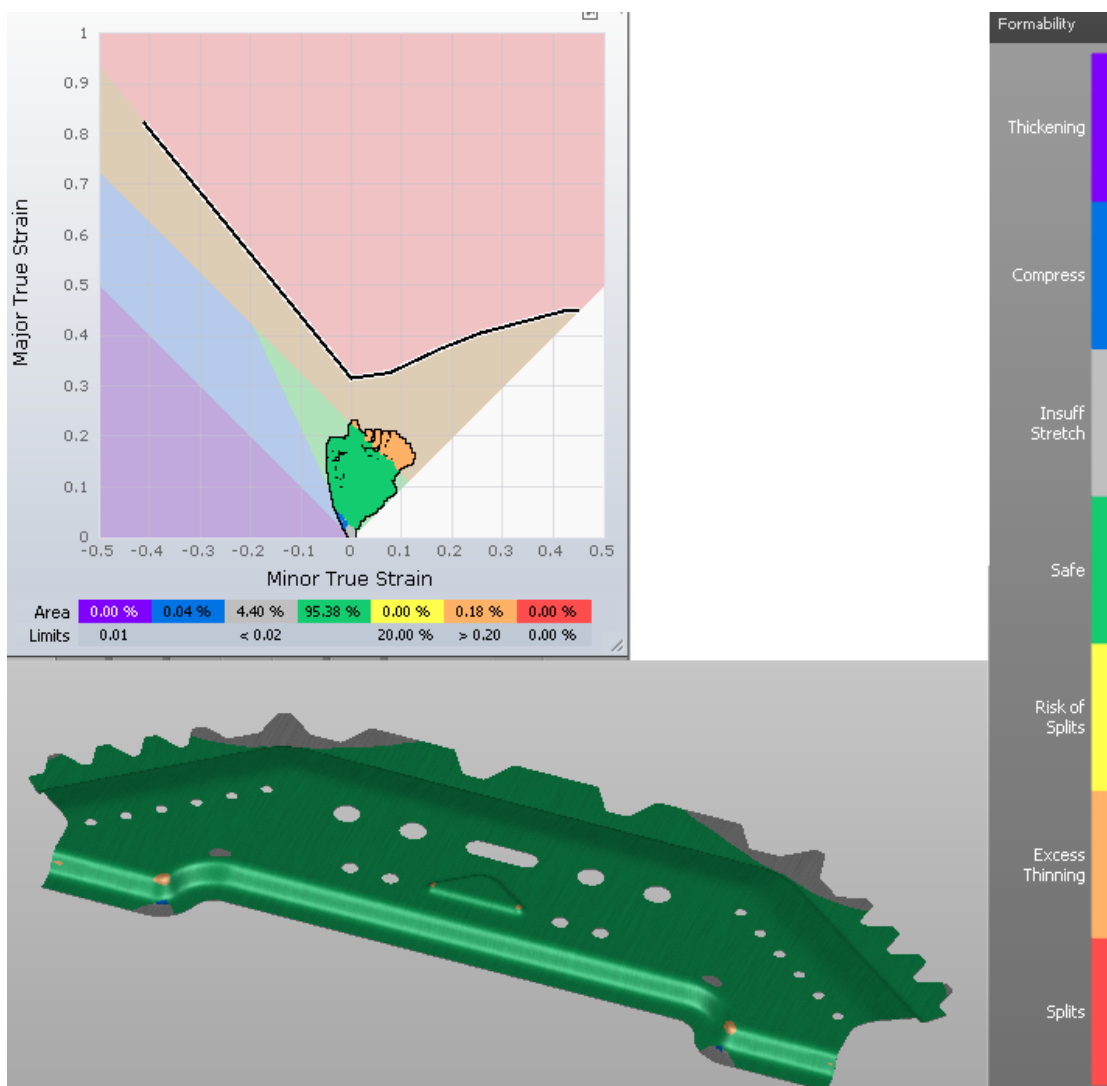 Formability
1
0.9
0.8
0.7
0.6
0.5
0.4
0.3
0.2
0.1
0
Major True Strain
-0.5 -0.4 -0.3 -0.2 -0.1 0 0.1 0.2 0.3 0.4 0.5
Minor True Strain
Area 0.00 % 0.04 % 4.40 % 95.38 % 0.00 % 0.18 % 0.00 %
Limits 0.01 < 0.02 20.00 % > 0.20 0.00 %
Thickening
Compress
Insuff
Stretch
Safe
Risk of
Splits
Excess
Thinning
Splits